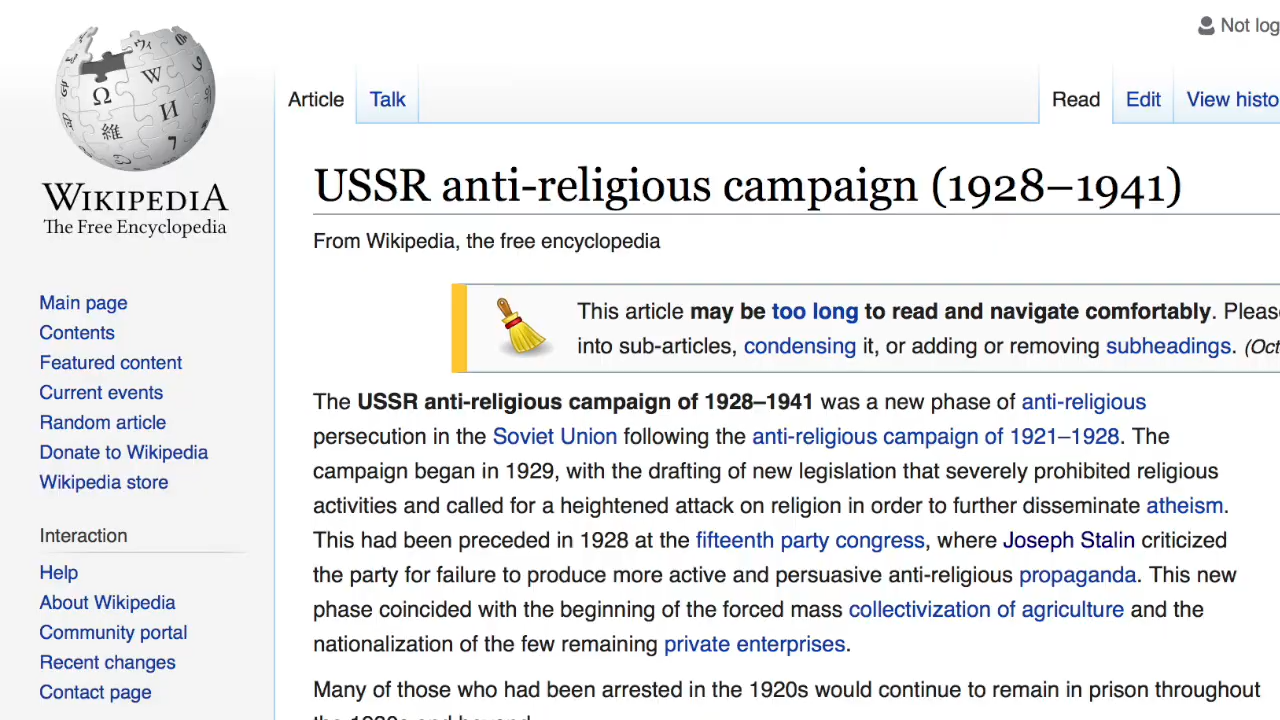 Not log
Article
Talk
Read
Edit
View histo
WIKIPEDIA
The Free Encyclopedia
USSR anti-religious campaign (1928–1941)
From Wikipedia, the free encyclopedia
This article may be too long to read and navigate comfortably. Pleas
into sub-articles, condensing it, or adding or removing subheadings. (Oct
Main page
Contents
Featured content
Current events
Random article
Donate to Wikipedia
Wikipedia store
Interaction
Help
About Wikipedia
Community portal
Recent changes
Contact page
The USSR anti-religious campaign of 1928–1941 was a new phase of anti-religious
persecution in the Soviet Union following the anti-religious campaign of 1921–1928. The
campaign began in 1929, with the drafting of new legislation that severely prohibited religious
activities and called for a heightened attack on religion in order to further disseminate atheism.
This had been preceded in 1928 at the fifteenth party congress, where Joseph Stalin criticized
the party for failure to produce more active and persuasive anti-religious propaganda. This new
phase coincided with the beginning of the forced mass collectivization of agriculture and the
nationalization of the few remaining private enterprises.
Many of those who had been arrested in the 1920s would continue to remain in prison throughout